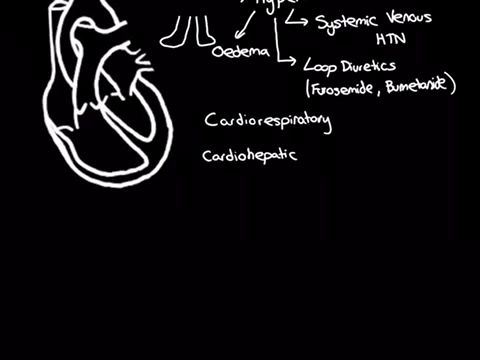 Systemic Venous
HTN
Oedema
Loop Diuretics
(Furosemide, Bumetanide)
Cardiorespiratory
Cardiohepatic